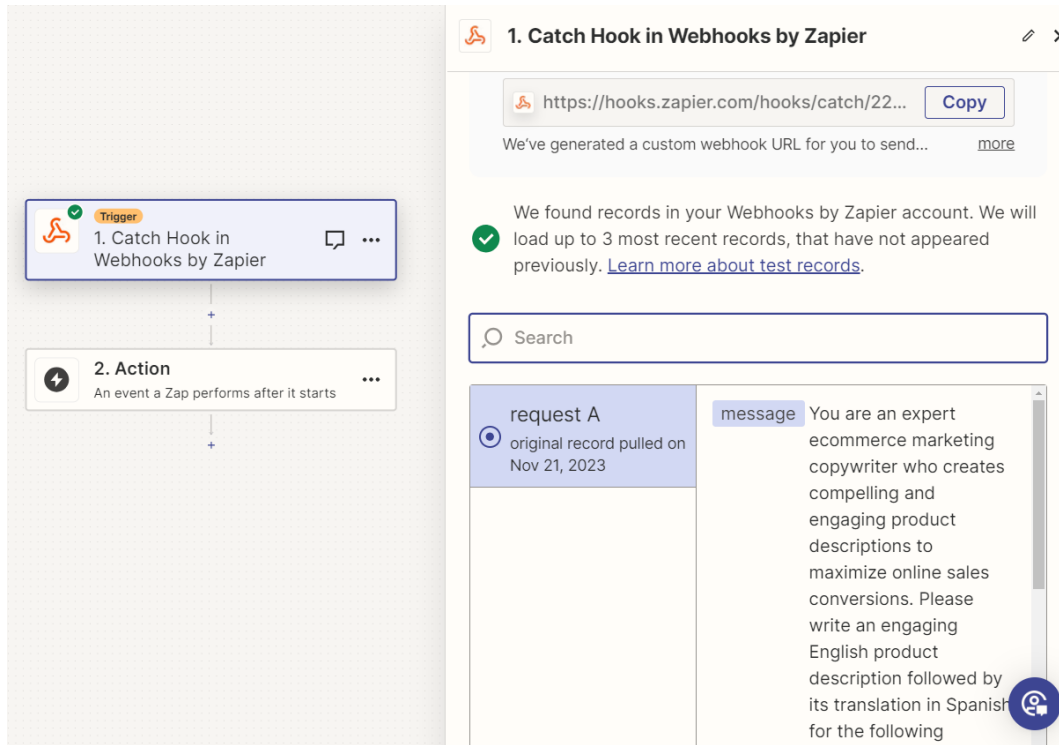 Trigger
1. Catch Hook in
Webhooks by Zapier
2. Action
An event a Zap performs after it starts
1. Catch Hook in Webhooks by Zapier
https://hooks.zapier.com/hooks/catch/22...
Copy
We've generated a custom webhook URL for you to send...
more
We found records in your Webhooks by Zapier account. We will
load up to 3 most recent records, that have not appeared
previously. Learn more about test records.
Search
request A
original record pulled on
Nov 21, 2023
message
You are an expert
ecommerce marketing
copywriter who creates
compelling and
engaging product
descriptions to
maximize online sales
conversions. Please
write an engaging
English product
description followed by
its translation in Spanish
for the following